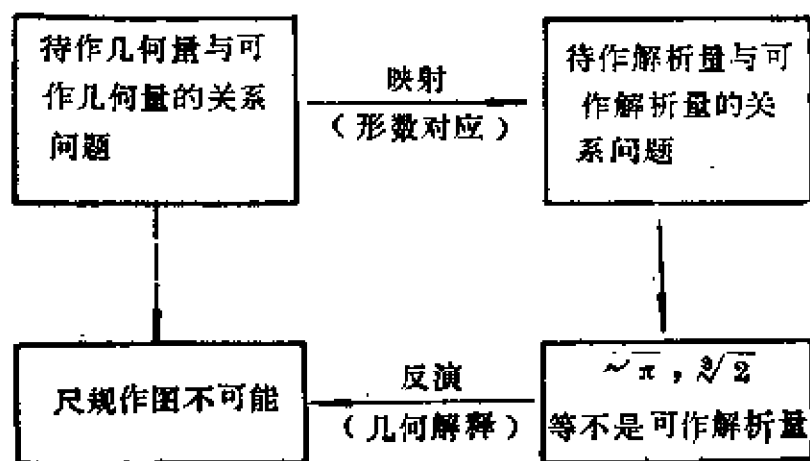 待作几何量与可
作几何量的关系
问题
映射
（形数对应）
待作解析量与可
作解析量的关
系问题
尺规作图不可能
反演
（几何解释）
√π，∛2
等不是可作解析量